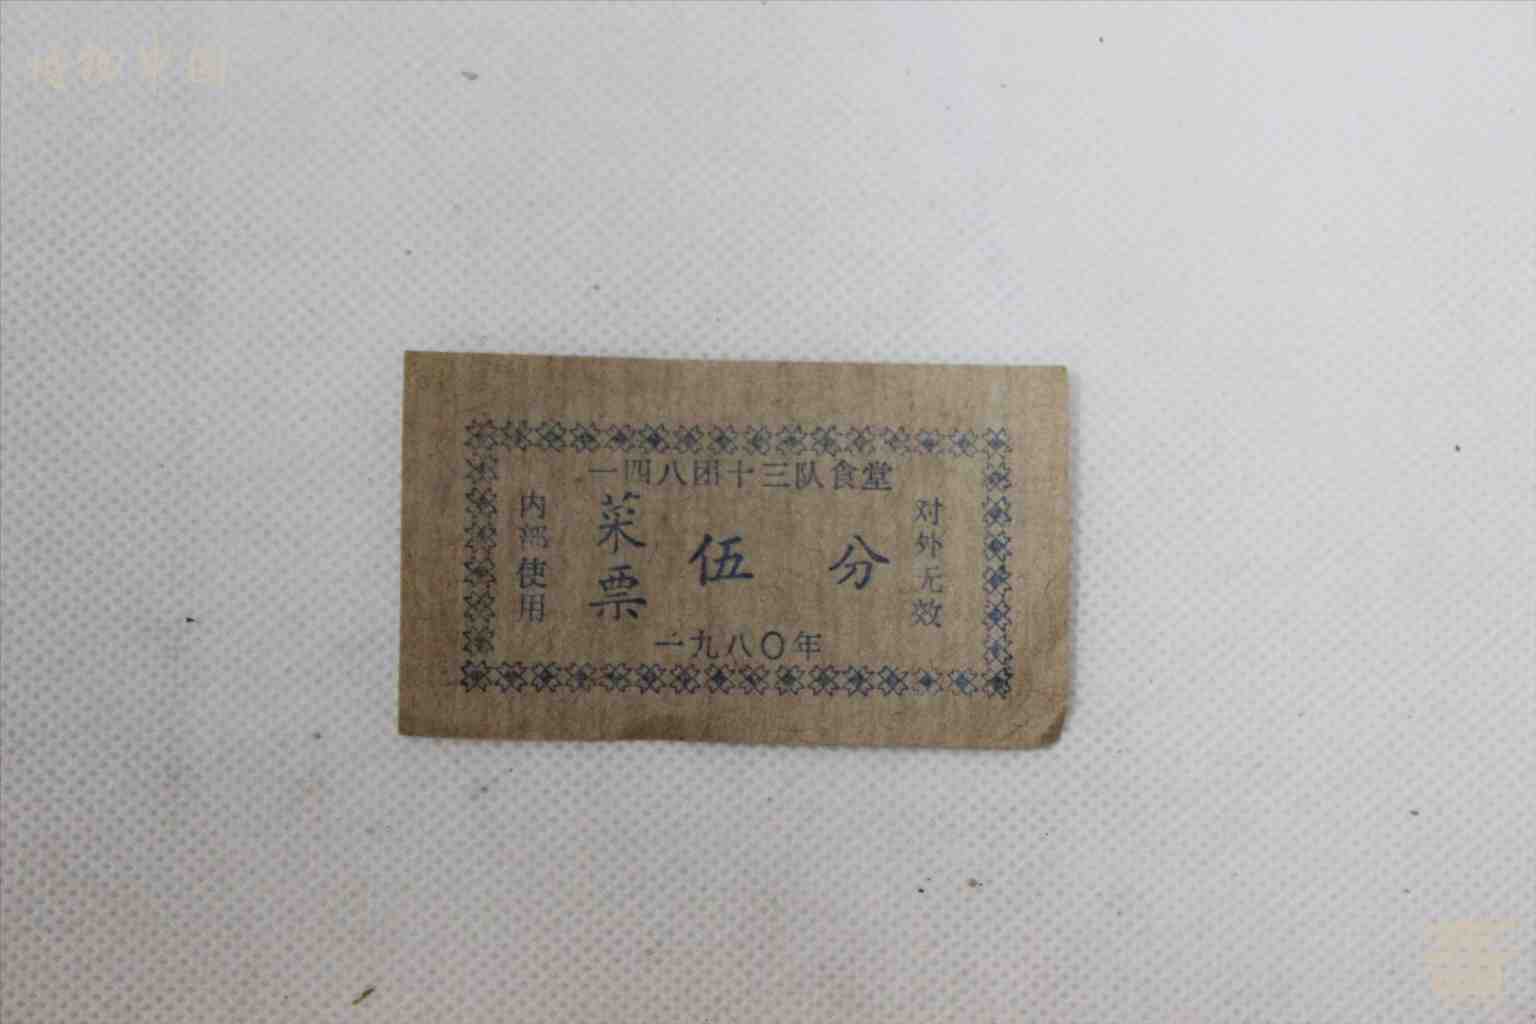 一四八团十三队食堂
内部使用
菜票
伍分
对外无效
一九八〇年